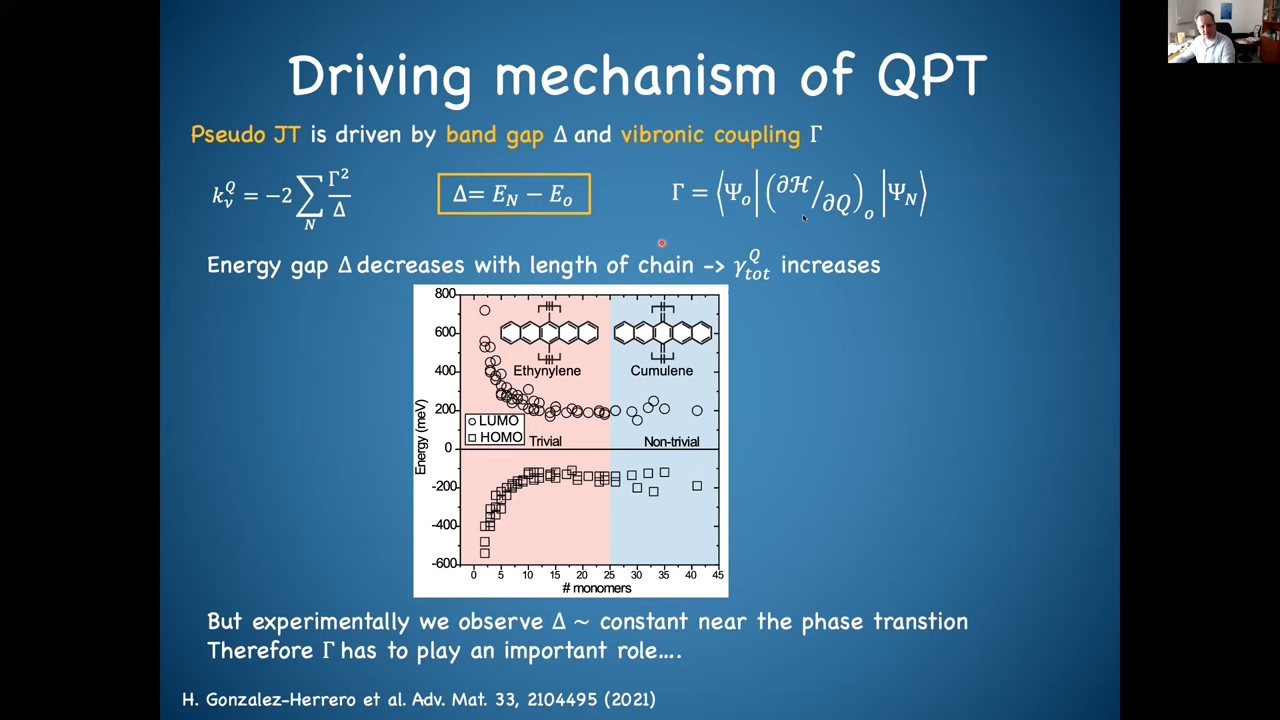 Driving mechanism of QPT
Pseudo JT is driven by band gap Δ and vibronic coupling Γ
k_ν^Q = -2 ∑_N Γ²/Δ
Δ= E_N − E_o
Γ = ⟨Ψ_o|(∂ℋ/∂Q)_o|Ψ_N⟩
Energy gap Δ decreases with length of chain -> γ_tot^Q increases
800
600
400
200
0
-200
-400
-600
Energy (meV)
Ethynylene
Cumulene
LUMO
HOMO
Trivial
Non-trivial
0 5 10 15 20 25 30 35 40 45
# monomers
But experimentally we observe Δ ~ constant near the phase transtion
Therefore Γ has to play an important role....
H. Gonzalez-Herrero et al. Adv. Mat. 33, 2104495 (2021)